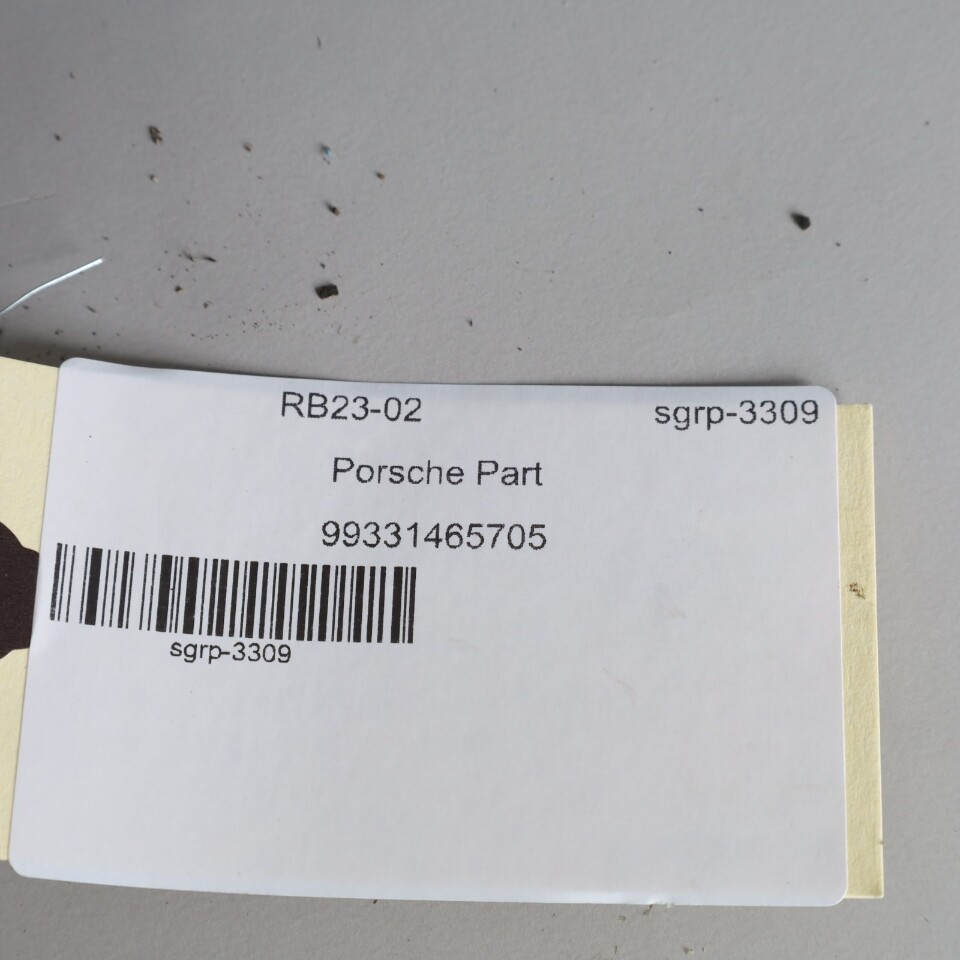 RB23-02 sgrp-3309
Porsche Part
99331465705
sgrp-3309